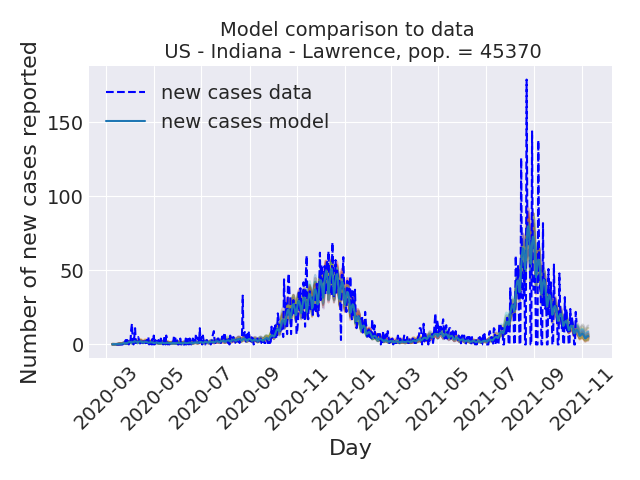 Model comparison to data
US - Indiana - Lawrence, pop. = 45370
new cases data
new cases model
Number of new cases reported
150
100
50
0
2020-03
2020-05
2020-07
2020-09
2020-11
2021-01
2021-03
2021-05
2021-07
2021-09
2021-11
Day